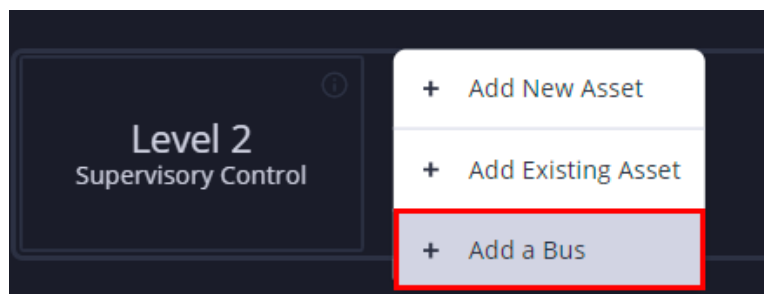 Level 2
Supervisory Control
+ Add New Asset
+ Add Existing Asset
+ Add a Bus